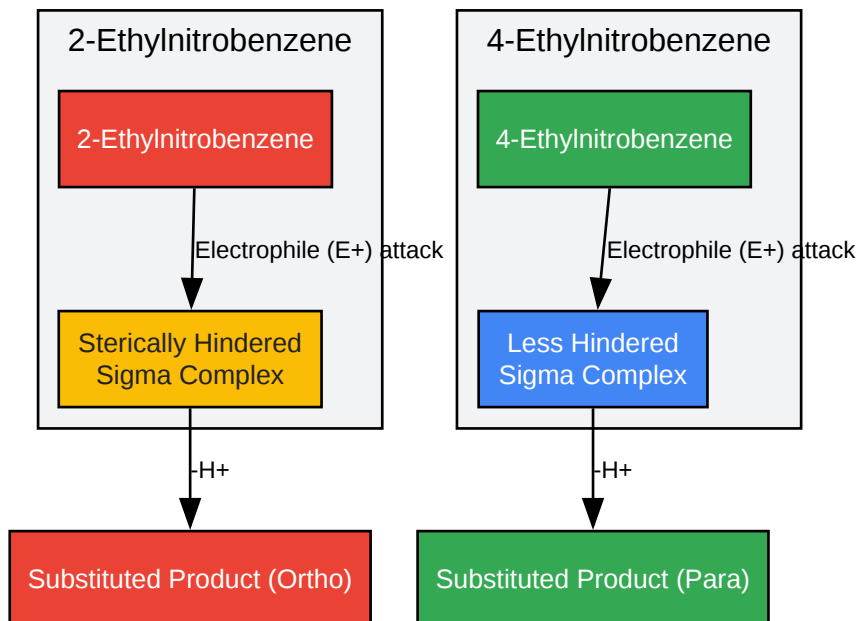 2-Ethylnitrobenzene
4-Ethylnitrobenzene
2-Ethylnitrobenzene
4-Ethylnitrobenzene
Electrophile (E+) attack
Electrophile (E+) attack
Sterically Hindered
Sigma Complex
Less Hindered
Sigma Complex
-H+
-H+
Substituted Product (Ortho)
Substituted Product (Para)